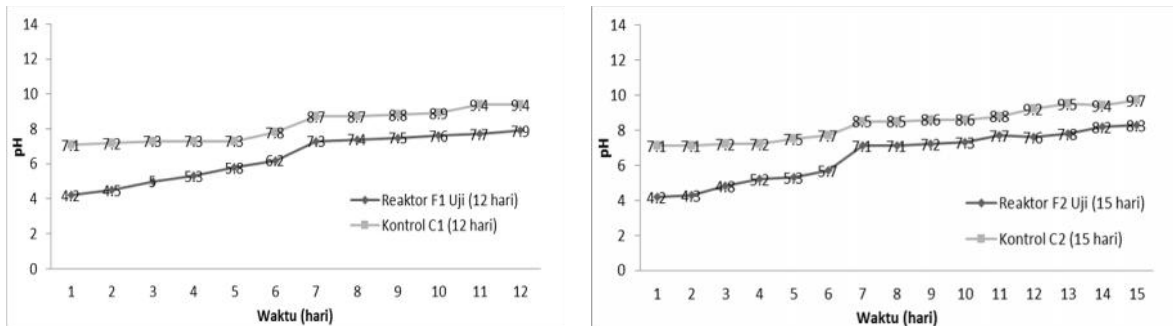 14
12
10
8
6
4
2
0
pH
7.1 7.2 7.3 7.3 7.3 7.8 8.7 8.7 8.8 8.9 9.4 9.4
4.2 4.5 5 5.3 5.8 6.2 7.3 7.4 7.5 7.6 7.7 7.9
Reaktor F1 Uji (12 hari)
Kontrol C1 (12 hari)
1 2 3 4 5 6 7 8 9 10 11 12
Waktu (hari)
14
12
10
8
6
4
2
0
pH
7.1 7.1 7.2 7.2 7.5 7.7 8.5 8.5 8.6 8.6 8.8 9.2 9.5 9.4 9.7
4.2 4.3 4.8 5.2 5.3 5.7 7.1 7.1 7.2 7.3 7.7 7.6 7.8 8.2 8.3
Reaktor F2 Uji (15 hari)
Kontrol C2 (15 hari)
1 2 3 4 5 6 7 8 9 10 11 12 13 14 15
Waktu (hari)